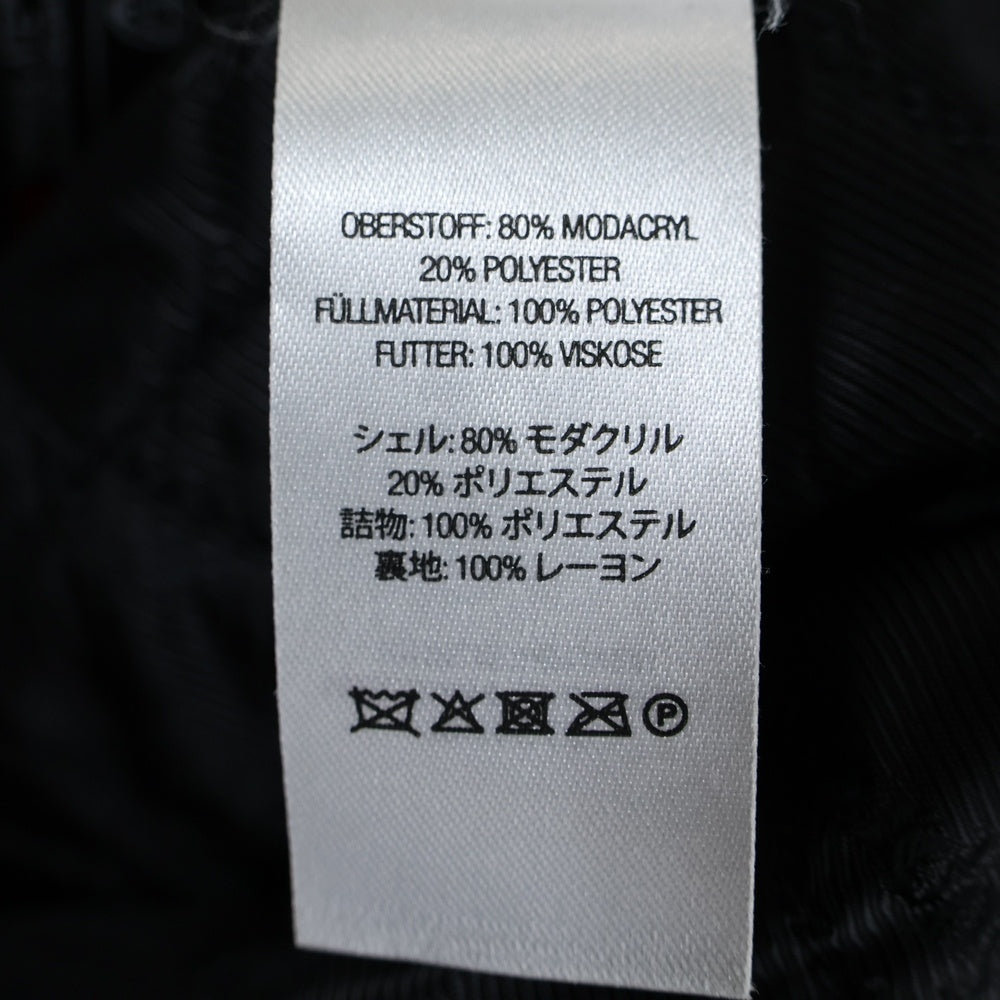 OBERSTOFF: 80% MODACRYL
20% POLYESTER
FÜLLMATERIAL: 100% POLYESTER
FUTTER: 100% VISKOSE
シェル: 80% モダクリル
20% ポリエステル
詰物: 100% ポリエステル
裏地: 100% レーヨン
P